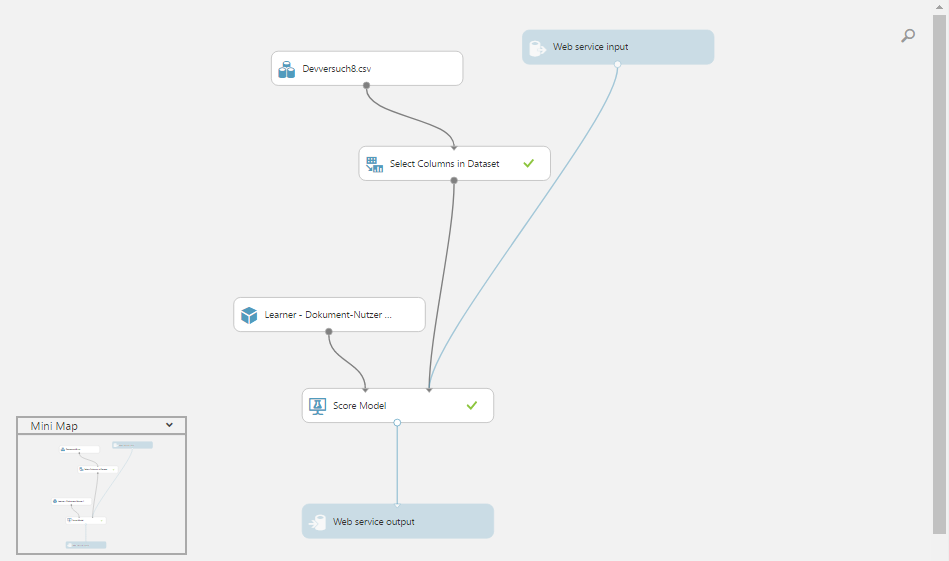 Web service input
Devversuch8.csv
Select Columns in Dataset
Learner - Dokument-Nutzer ...
Score Model
Mini Map
Web service output